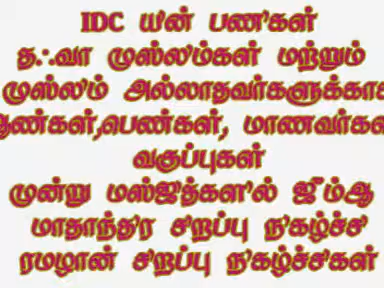 IDC யின் பணிகள்
தஃவா முஸ்லிம்கள் மற்றும்
முஸ்லிம் அல்லாதவர்களுக்காக
ஆண்கள்,பெண்கள், மாணவர்கள்
வகுப்புகள்
மூன்று மஸ்ஜித்களில் ஜீம்ஆ
மாதாந்திர சிறப்பு நிகழ்ச்சி
ரமழான் சிறப்பு நிகழ்ச்சிகள்